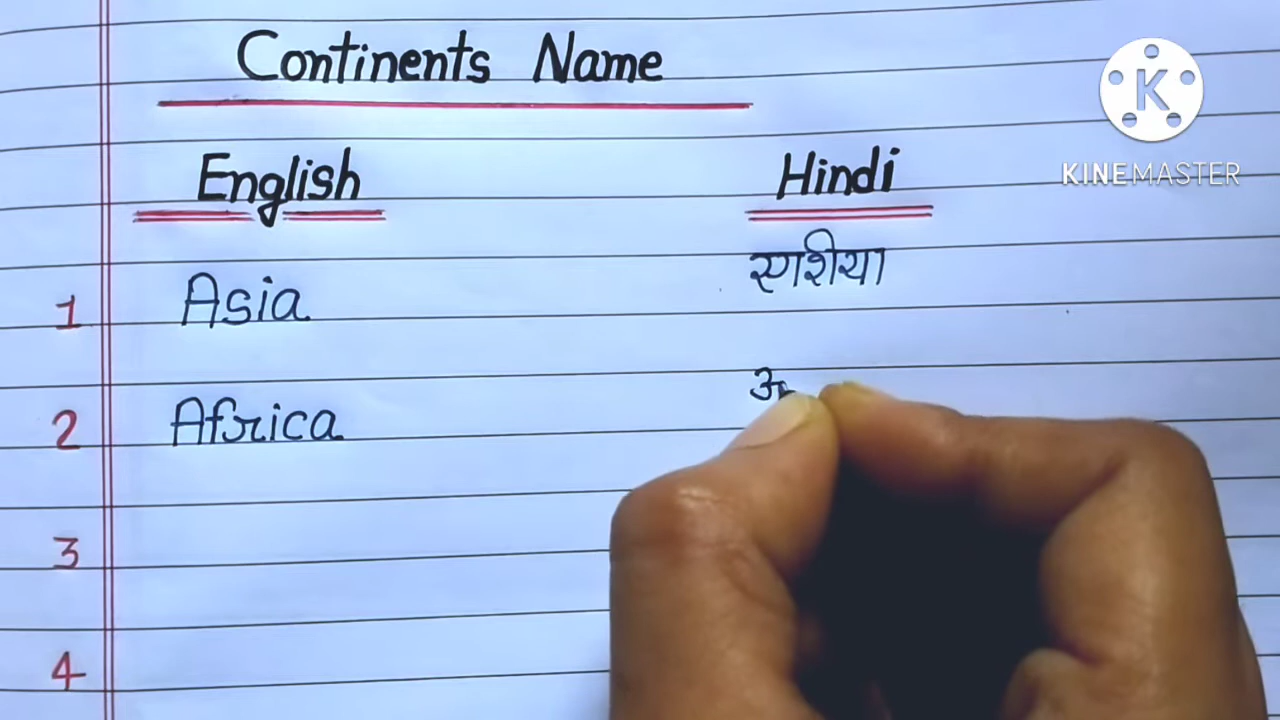 Continents Name
English Hindi
1 Asia एशिया
2 Africa अ
3
4
K
KINEMASTER